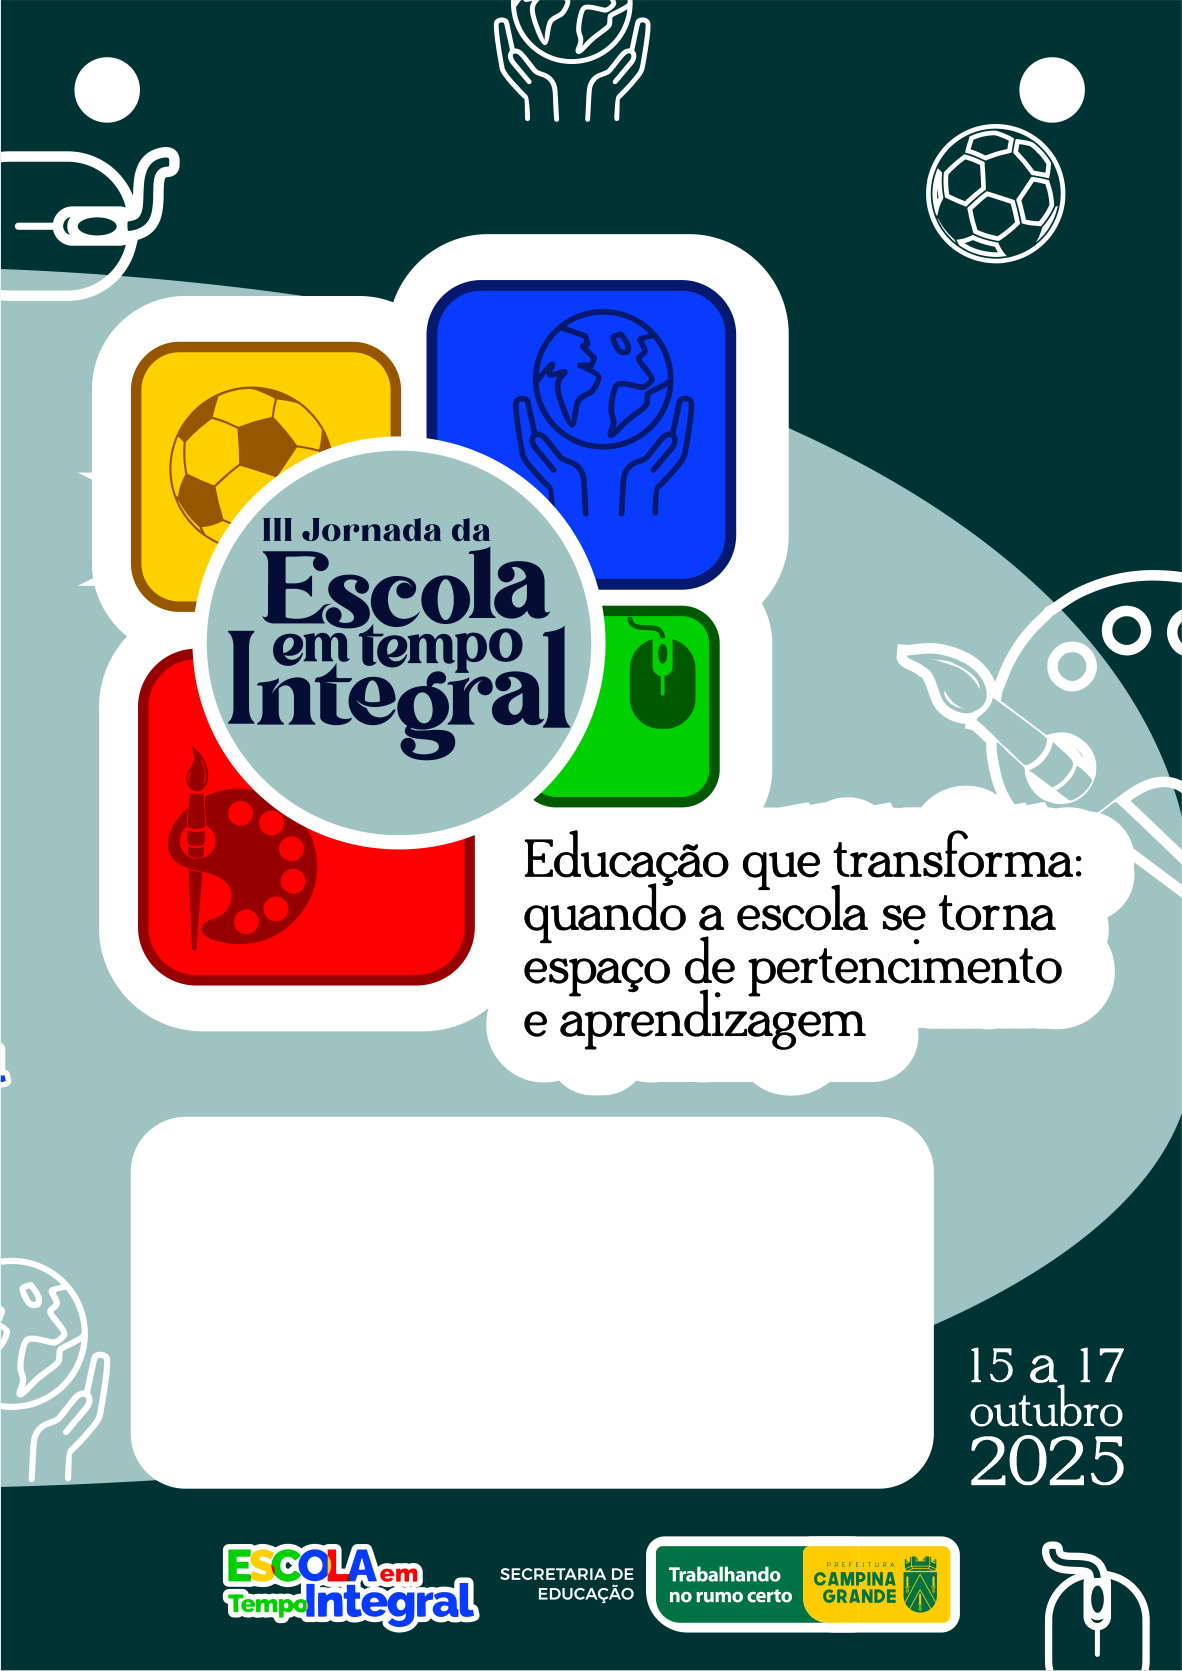 III Jornada da
Escola
em tempo
Integral
Educação que transforma:
quando a escola se torna
espaço de pertencimento
e aprendizagem
15 a 17
outubro
2025
ESCOLA em
Tempo Integral
SECRETARIA DE
EDUCAÇÃO
Trabalhando
no rumo certo
PREFEITURA
CAMPINA
GRANDE